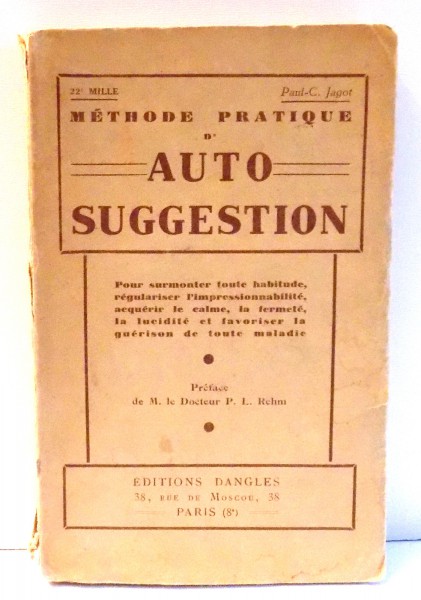 22e MILLE
Paul-C. Jagot
MÉTHODE PRATIQUE
D'
AUTO
SUGGESTION
Pour surmonter toute habitude,
régulariser l'impressionnabilité,
acquérir le calme, la fermeté,
la lucidité et favoriser la
guérison de toute maladie
Préface
de M. le Docteur P. L. Rehm
ÉDITIONS DANGLES
38, RUE DE MOSCOU, 38
PARIS (8e)